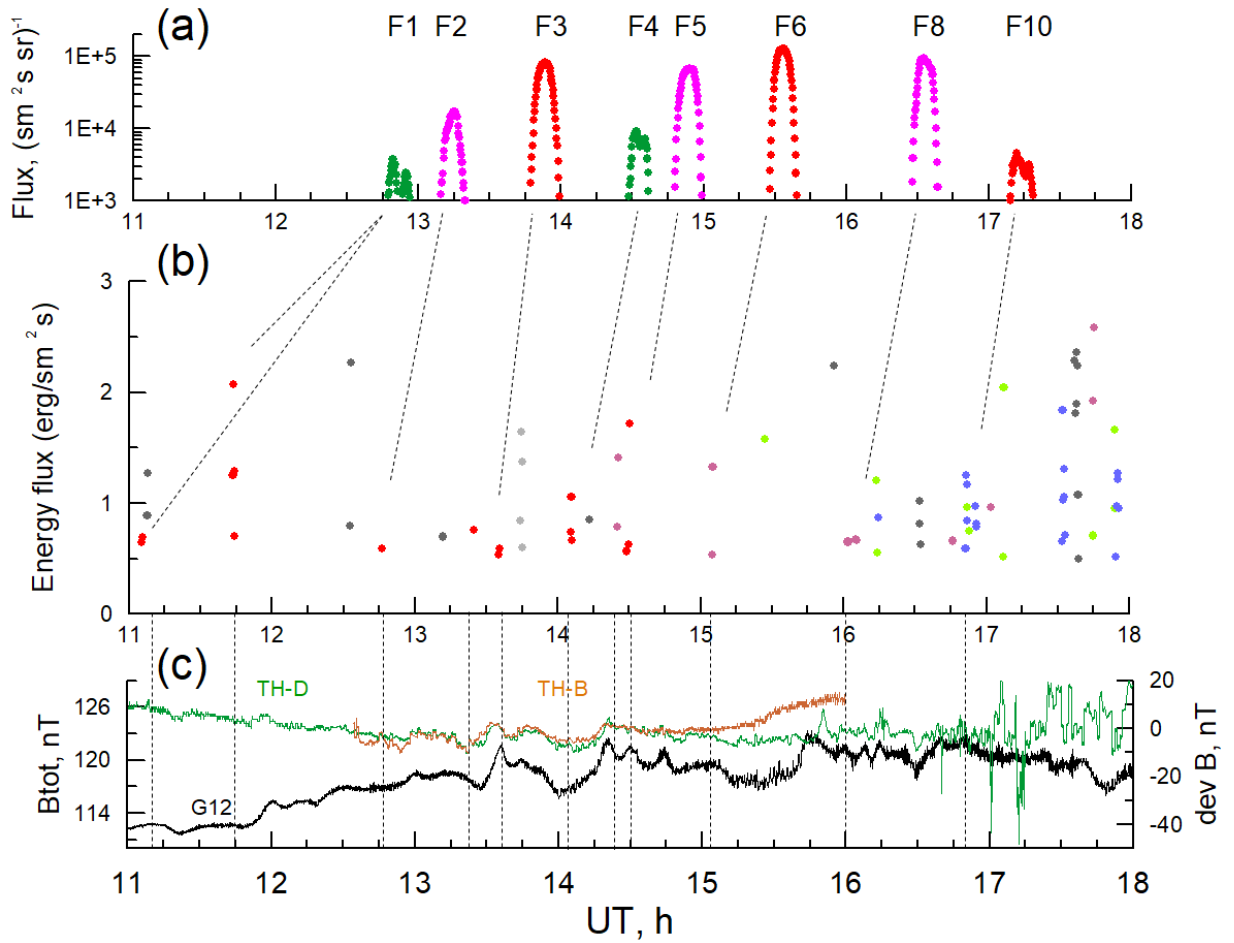 (a) F1 F2 F3 F4 F5 F6 F8 F10
Flux, (sm ² s sr)⁻¹
1E+5
1E+4
1E+3
11 12 13 14 15 16 17 18
(b)
Energy flux (erg/sm ² s)
3
2
1
0
11 12 13 14 15 16 17 18
(c)
TH-D TH-B
G12
Btot, nT
126
120
114
20
0
-20
-40
dev B, nT
11 12 13 14 15 16 17 18
UT, h